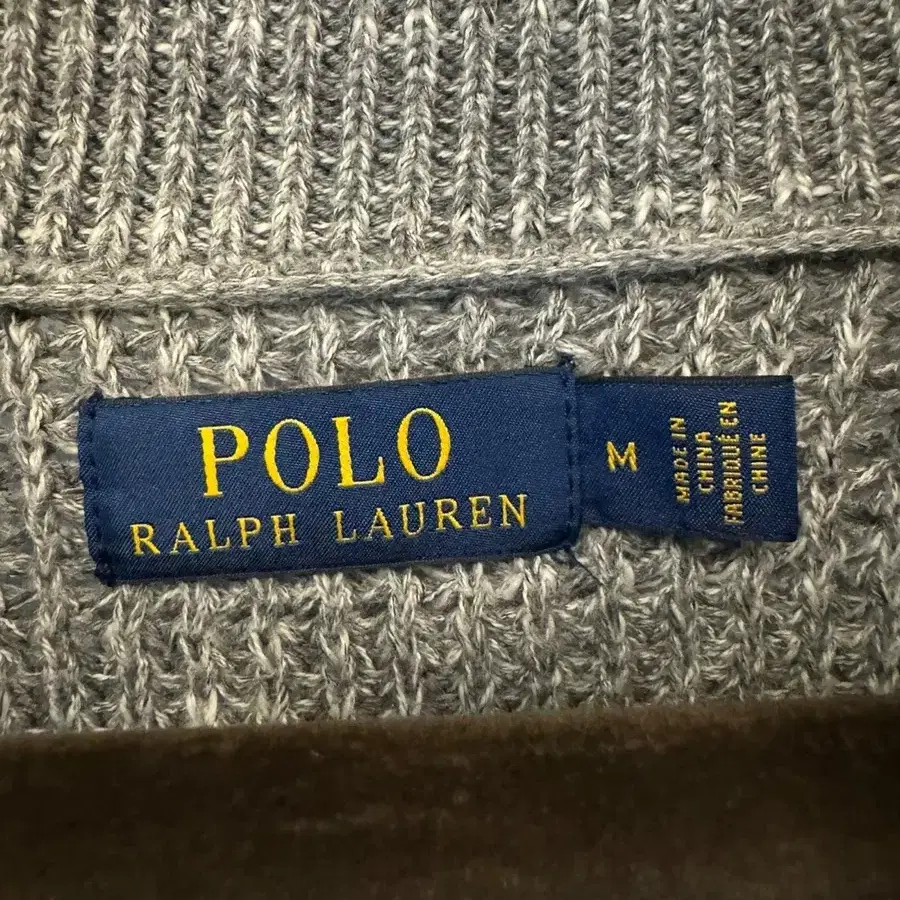 POLO
RALPH LAUREN
M
MADE IN
CHINA
FABRIQUÉ EN
CHINE